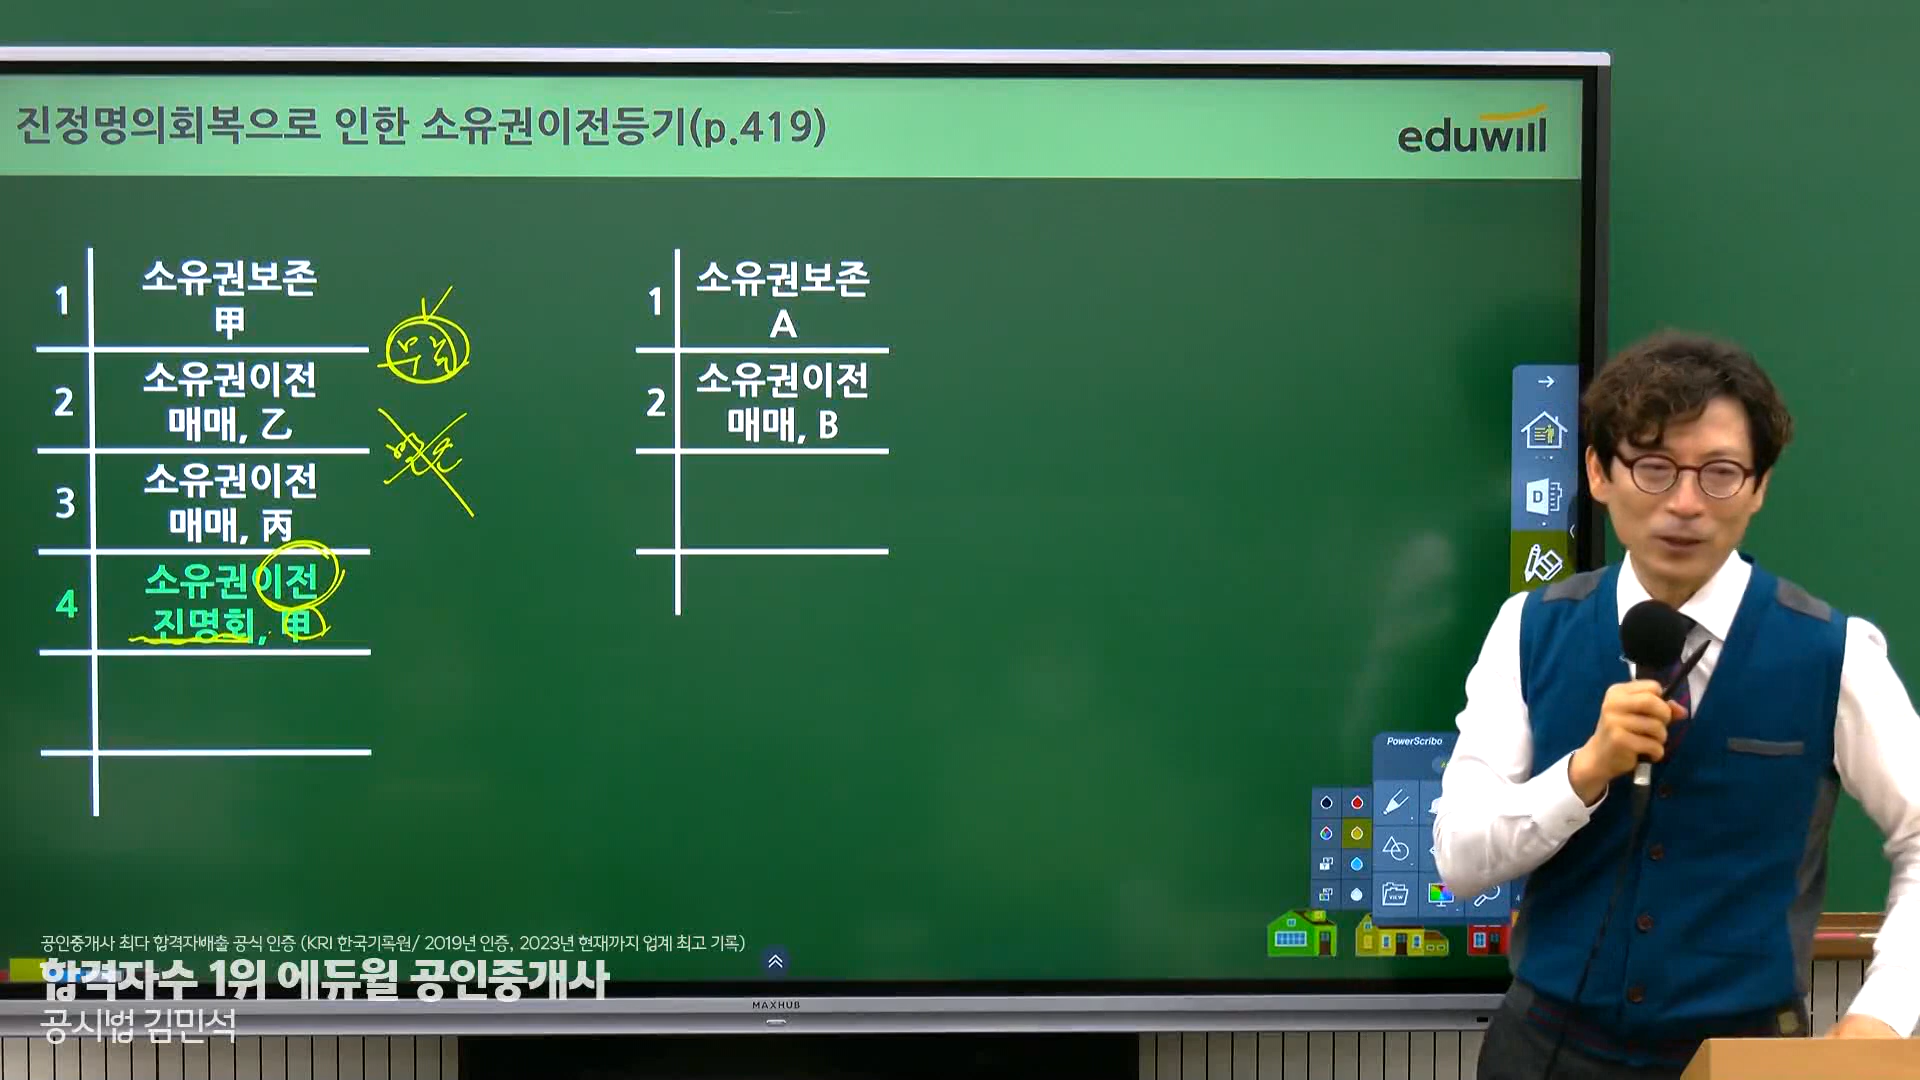 진정명의회복으로 인한 소유권이전등기(p.419)
eduwill
1
소유권보존
甲
2
소유권이전
매매, 乙
3
소유권이전
매매, 丙
4
소유권이전
진명회, 甲
1
소유권보존
A
2
소유권이전
매매, B
D
PowerScribo
VIEW
공인중개사 최다 합격자배출 공식 인증 (KRI 한국기록원/ 2019년 인증, 2023년 현재까지 업계 최고 기록)
합격자수 1위 에듀윌 공인중개사
공시법 김민석
MAXHUB